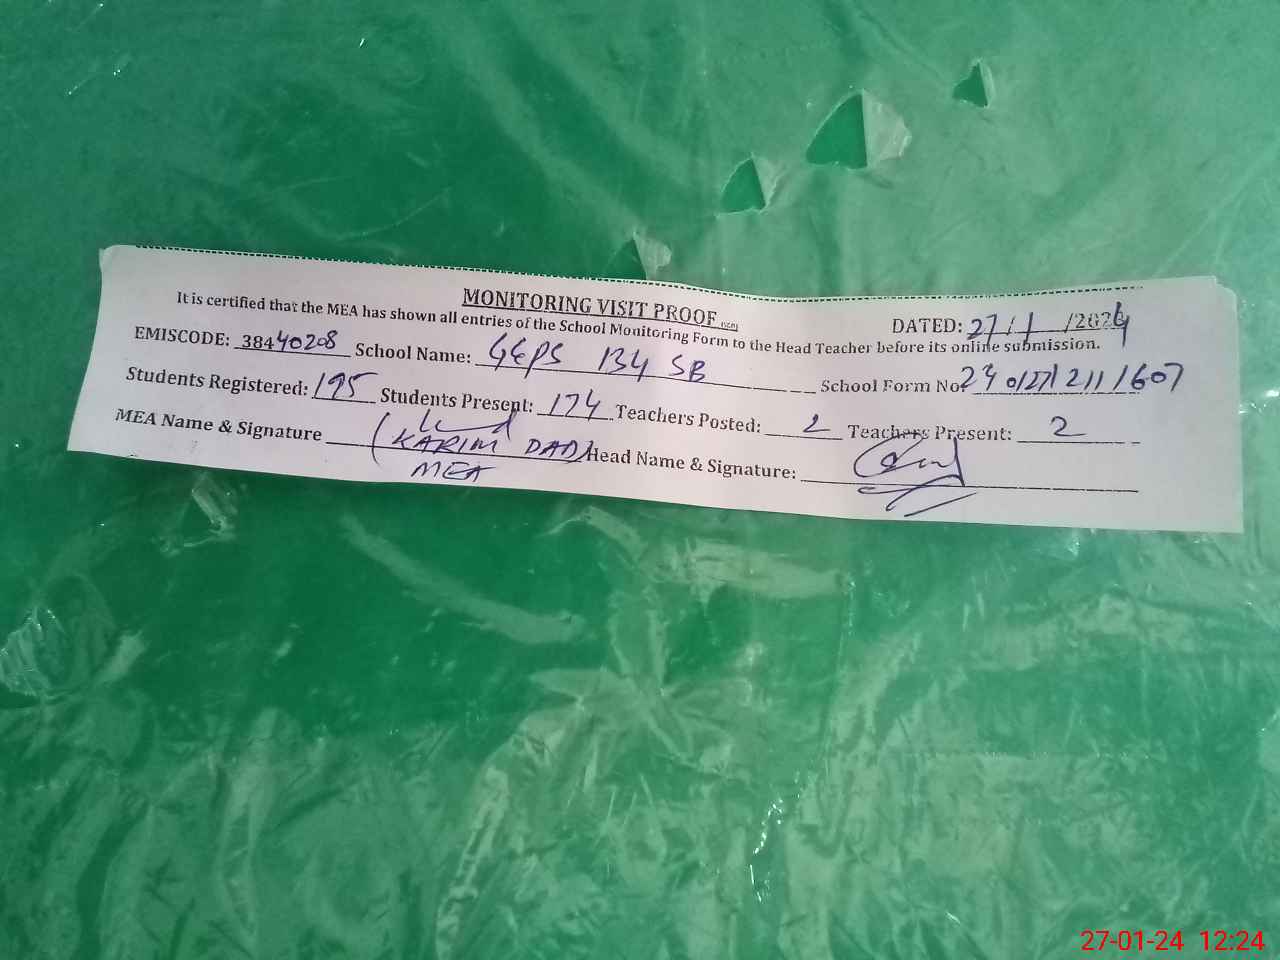 MONITORING VISIT PROOF
DATED: 27/1/2024
It is certified that the MEA has shown all entries of the School Monitoring Form to the Head Teacher before its online submission.
EMISCODE: 38440208 School Name: GEPS 134 SB School Form No: 24012712111607
Students Registered: 195 Students Present: 174 Teachers Posted: 2 Teachers Present: 2
MEA Name & Signature (KARIM DAD) Head Name & Signature:
MEA
27-01-24 12:24